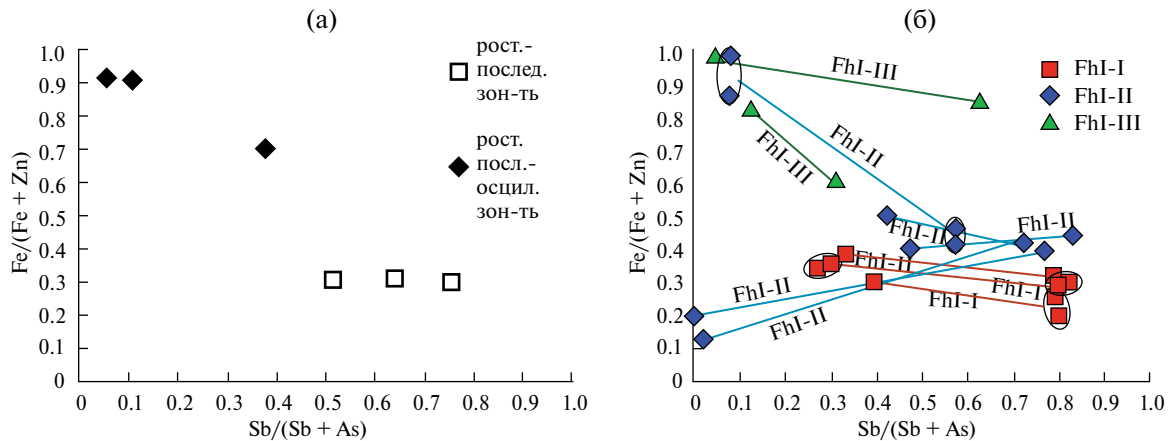 (а)
1.0
0.9
0.8
0.7
0.6
0.5
0.4
0.3
0.2
0.1
0
Fe/(Fe + Zn)
0.1 0.2 0.3 0.4 0.5 0.6 0.7 0.8 0.9 1.0
Sb/(Sb + As)
рост.-
послед.
зон-ть
рост.
посл.-
осцил.
зон-ть
(б)
1.0
0.9
0.8
0.7
0.6
0.5
0.4
0.3
0.2
0.1
0
Fe/(Fe + Zn)
0.1 0.2 0.3 0.4 0.5 0.6 0.7 0.8 0.9 1.0
Sb/(Sb + As)
FhI-I
FhI-II
FhI-III
FhI-III
FhI-III
FhI-II
FhI-II
FhI-II
FhI-II
FhI-I
FhI-I
FhI-II
FhI-II